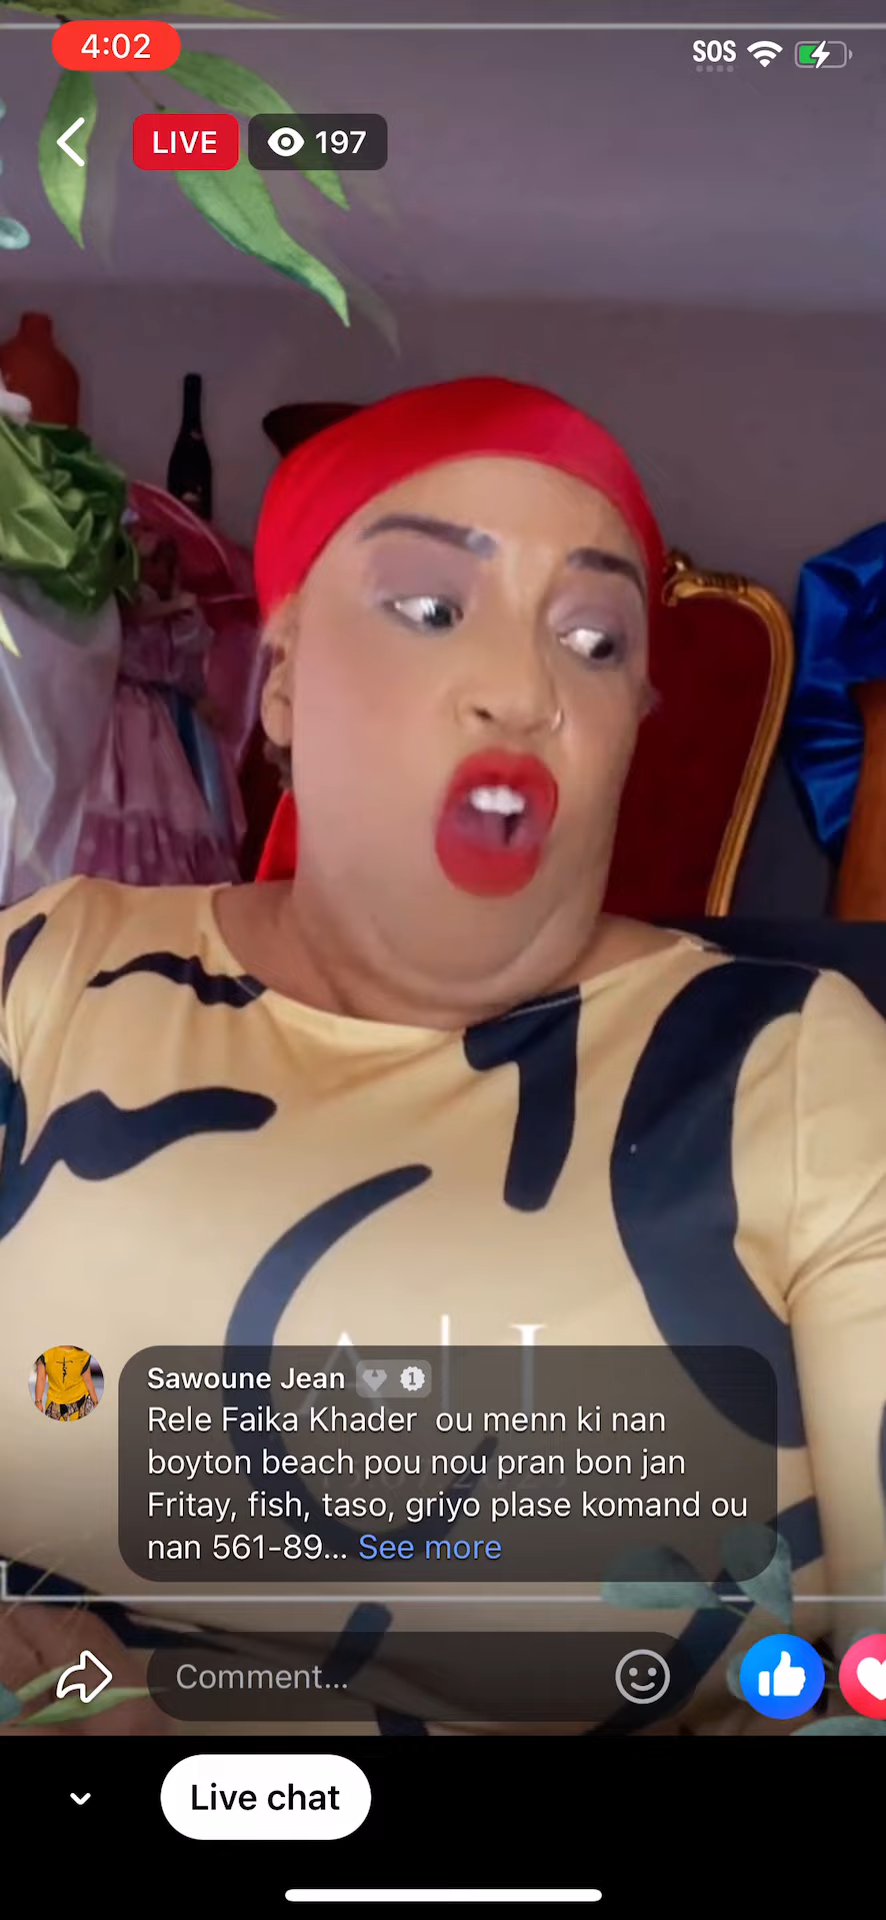 4:02
SOS
LIVE 197
Sawoune Jean 1
Rele Faika Khader ou menn ki nan
boyton beach pou nou pran bon jan
Fritay, fish, taso, griyo plase komand ou
nan 561-89... See more
Comment...
Live chat